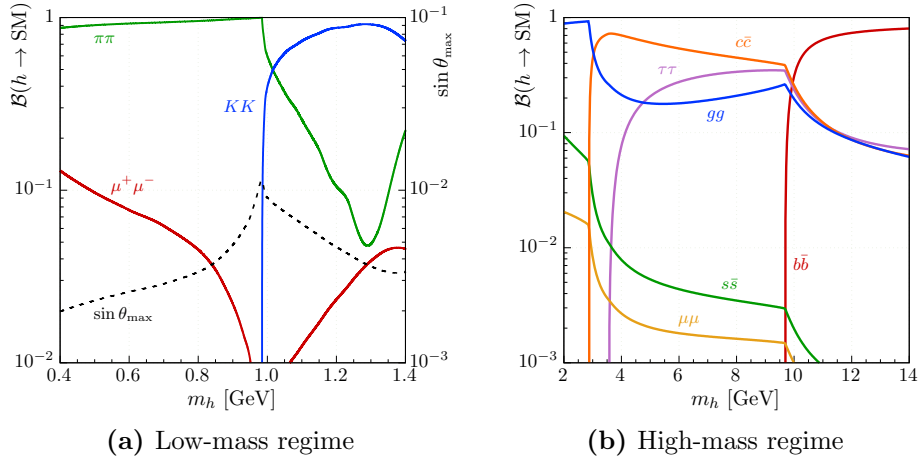 B(h → SM)
1
10⁻¹
10⁻²
ππ
KK
μ⁺μ⁻
sin θmax
0.4 0.6 0.8 1.0 1.2 1.4
mh [GeV]
10⁻¹
10⁻²
10⁻³
sin θmax
(a) Low-mass regime
B(h → SM)
1
10⁻¹
10⁻²
10⁻³
cc̄
ττ
gg
bb̄
ss̄
μμ
2 4 6 8 10 12 14
mh [GeV]
(b) High-mass regime